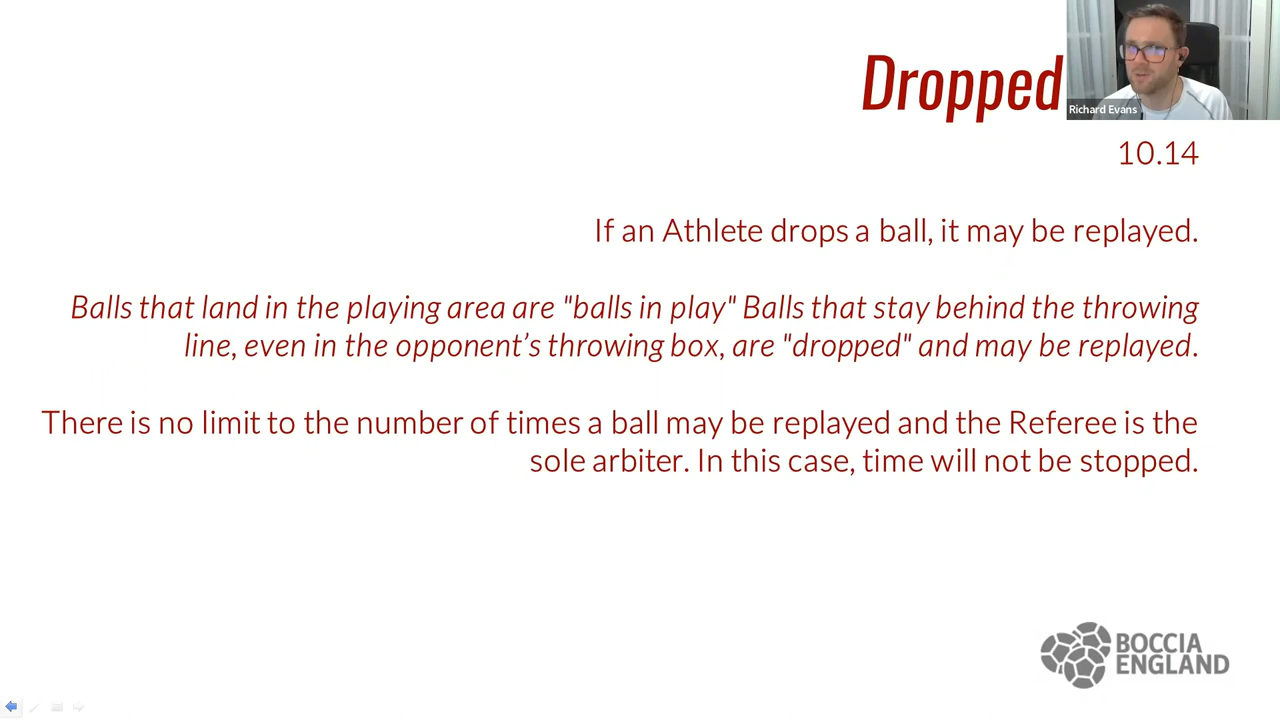 Dropped
Richard Evans
10.14
If an Athlete drops a ball, it may be replayed.
Balls that land in the playing area are "balls in play" Balls that stay behind the throwing
line, even in the opponent’s throwing box, are "dropped" and may be replayed.
There is no limit to the number of times a ball may be replayed and the Referee is the
sole arbiter. In this case, time will not be stopped.
BOCCIA
ENGLAND